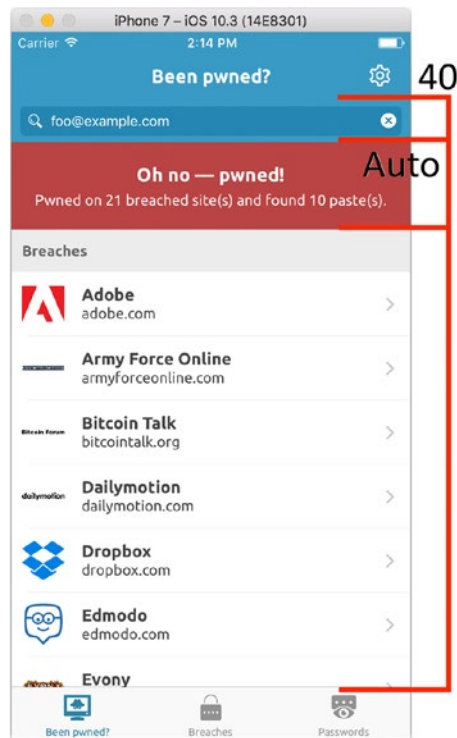 iPhone 7 – iOS 10.3 (14E8301)
Carrier 2:14 PM
Been pwned?
40
foo@example.com
Auto
Oh no — pwned!
Pwned on 21 breached site(s) and found 10 paste(s).
Breaches
Adobe
adobe.com
Army Force Online
armyforceonline.com
Bitcoin Forum
Bitcoin Talk
bitcointalk.org
dailymotion
Dailymotion
dailymotion.com
Dropbox
dropbox.com
Edmodo
edmodo.com
Evony
Been pwned? Breaches Passwords